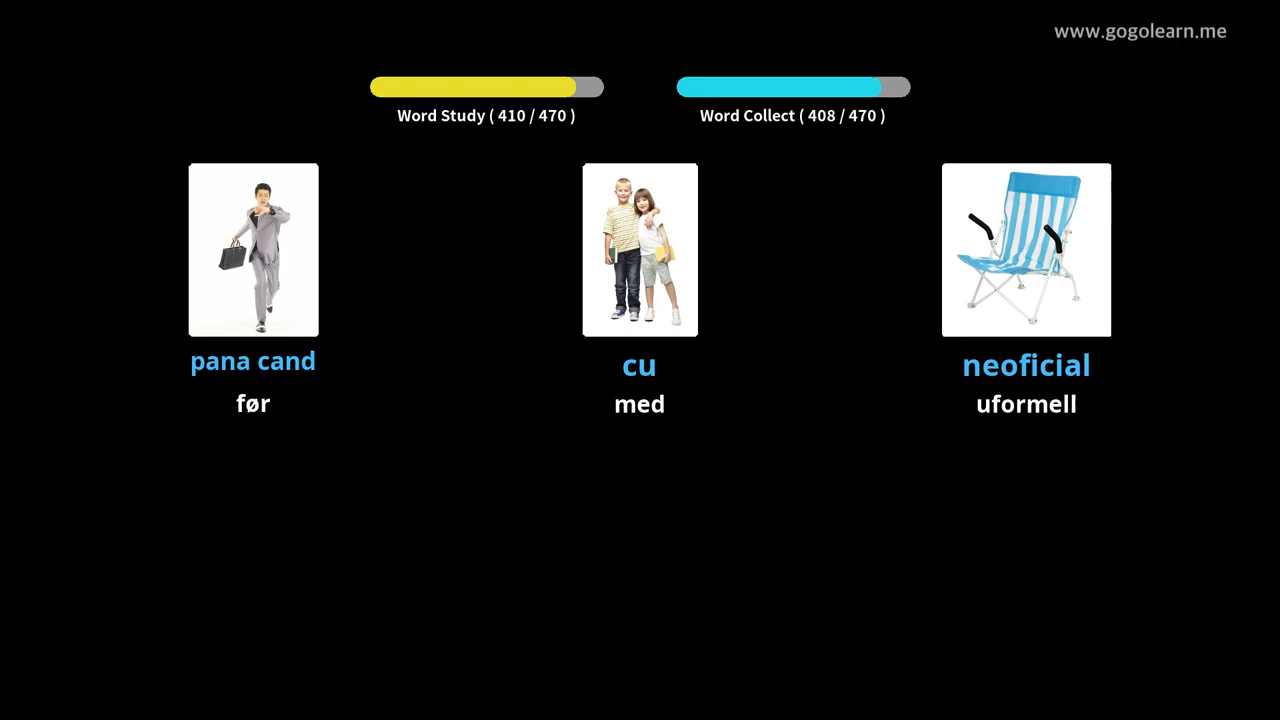 www.gogolearn.me
Word Study ( 410 / 470 )
Word Collect ( 408 / 470 )
pana cand
cu
neoficial
før
med
uformell